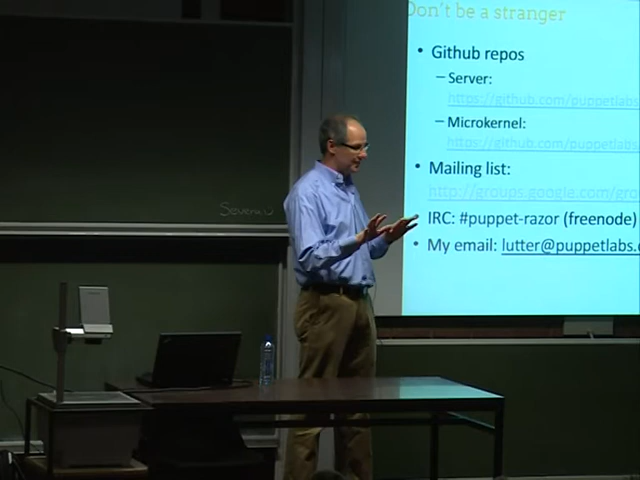 Don't be a stranger
• Github repos
– Server:
https://github.com/puppetlabs
– Microkernel:
https://github.com/puppetlabs
• Mailing list:
http://groups.google.com/gro
IRC: #puppet-razor (freenode)
• My email: lutter@puppetlabs.